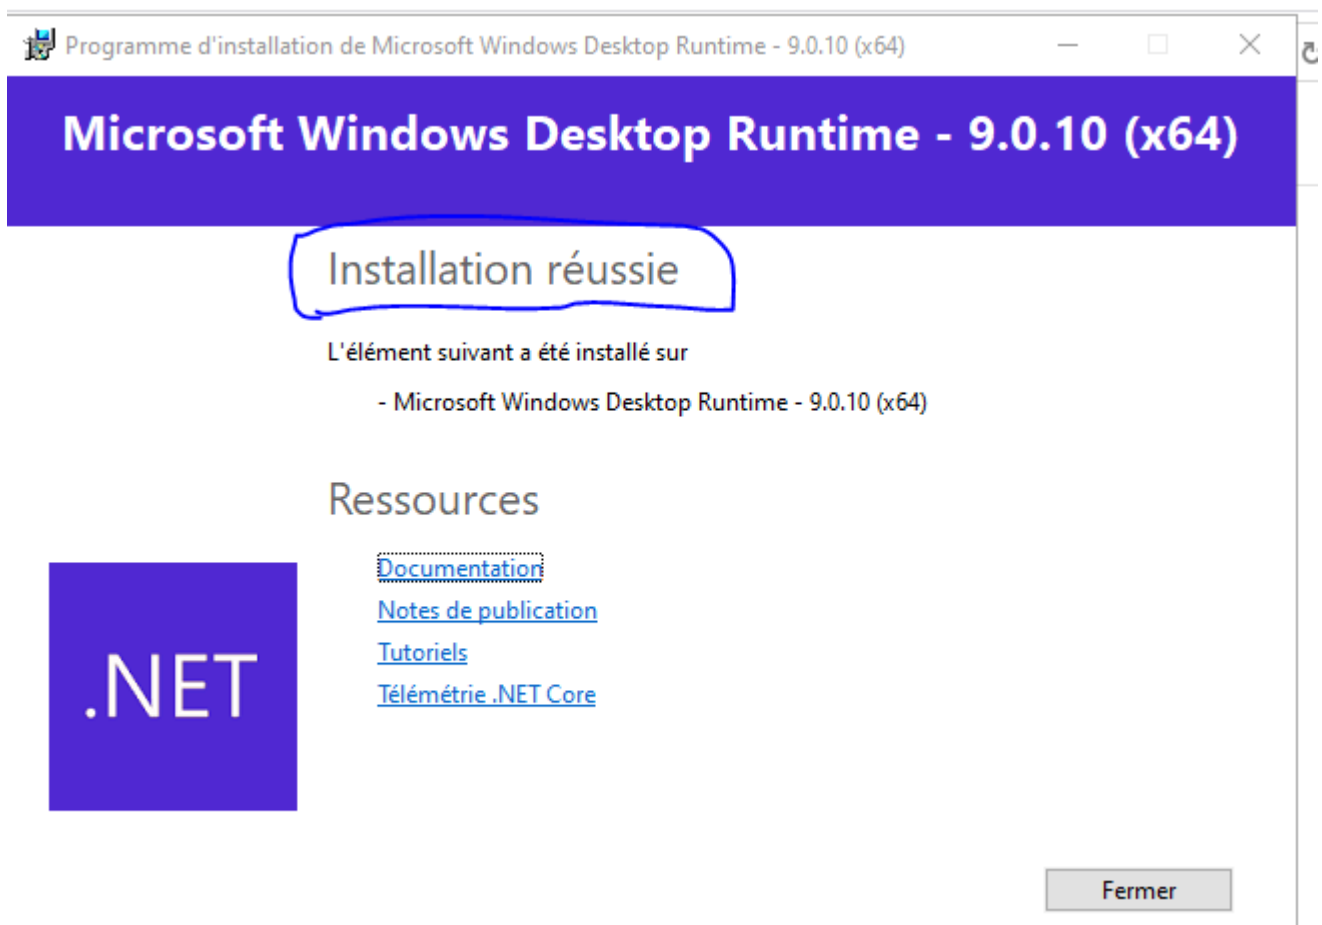 Programme d'installation de Microsoft Windows Desktop Runtime - 9.0.10 (x64)
Microsoft Windows Desktop Runtime - 9.0.10 (x64)
Installation réussie
L'élément suivant a été installé sur
- Microsoft Windows Desktop Runtime - 9.0.10 (x64)
Ressources
Documentation
Notes de publication
Tutoriels
Télémétrie .NET Core
.NET
Fermer